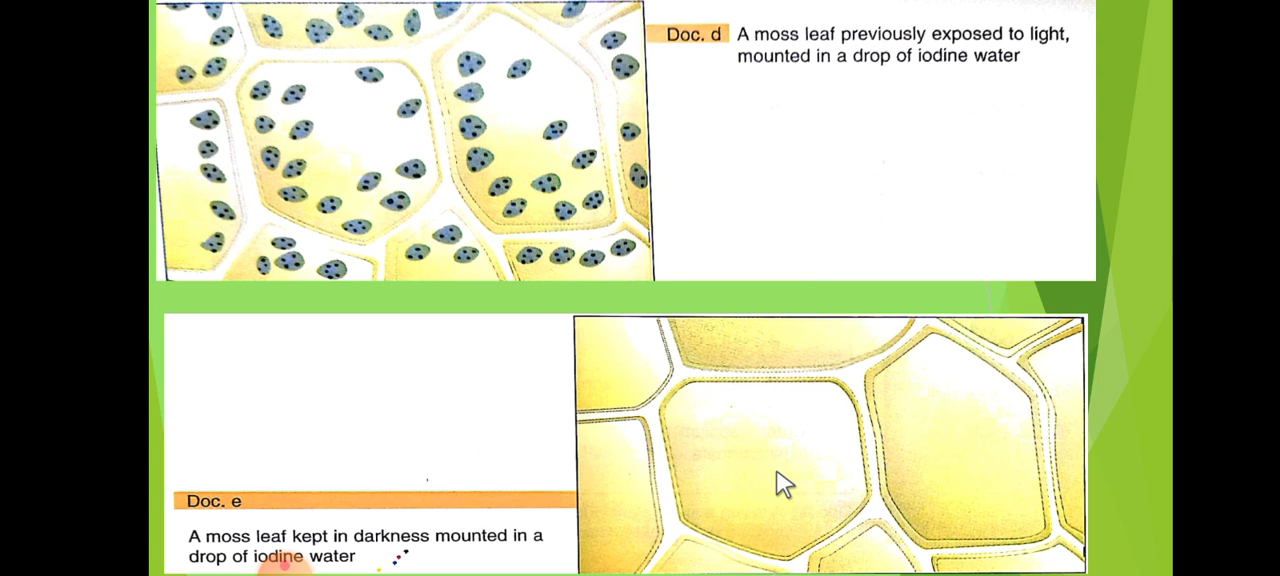 Doc. d A moss leaf previously exposed to light,
mounted in a drop of iodine water
Doc. e
A moss leaf kept in darkness mounted in a
drop of iodine water